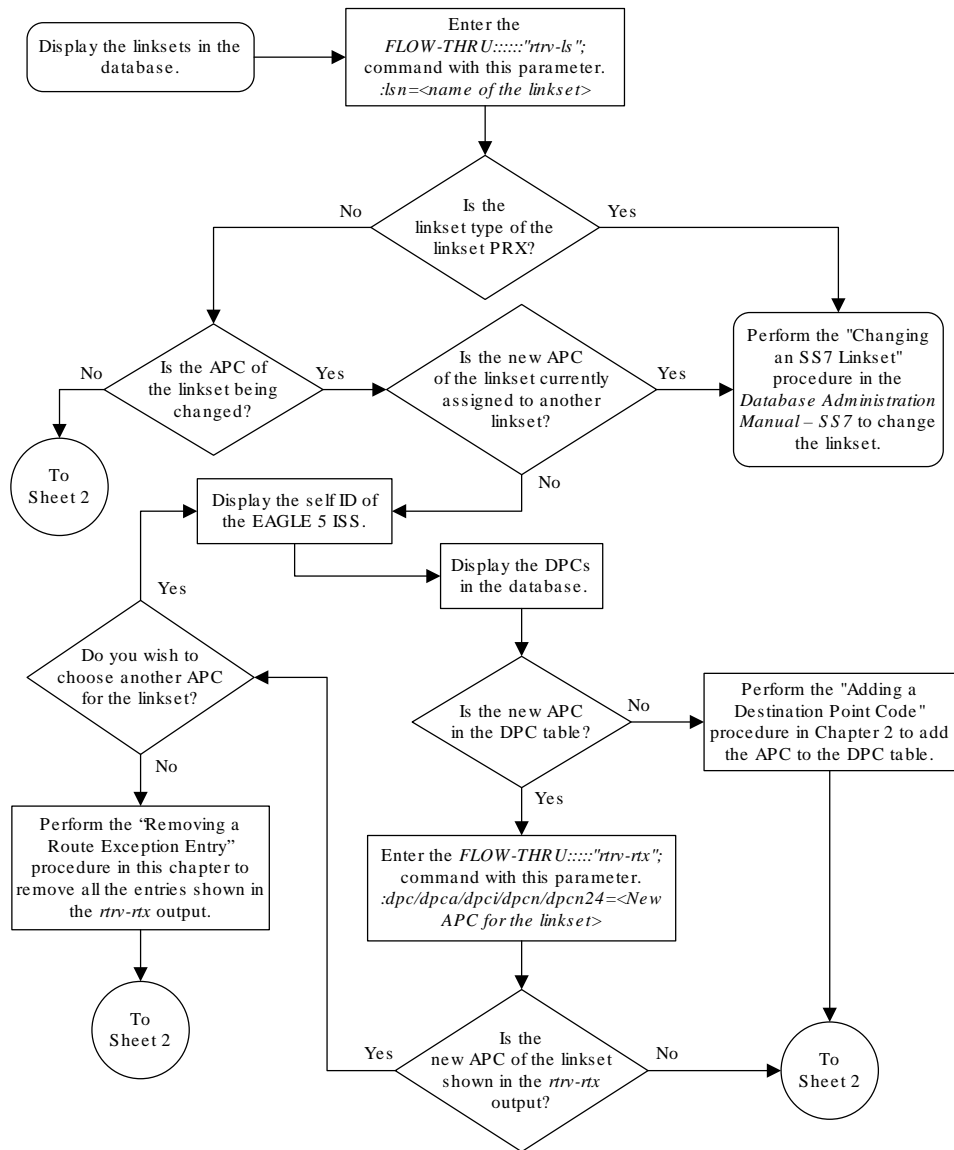 Display the linksets in the
database.
Enter the
FLOW-THRU::::::"rtrv-ls";
command with this parameter.
:lsn=<name of the linkset>
Is the
linkset type of the
linkset PRX?
No
Yes
Is the APC of
the linkset being
changed?
No
Yes
Is the new APC
of the linkset currently
assigned to another
linkset?
Yes
No
Perform the "Changing
an SS7 Linkset"
procedure in the
Database Administration
Manual – SS7 to change
the linkset.
To
Sheet 2
Display the self ID of
the EAGLE 5 ISS.
Display the DPCs
in the database.
Yes
Do you wish to
choose another APC
for the linkset?
No
Is the new APC
in the DPC table?
No
Yes
Perform the "Adding a
Destination Point Code"
procedure in Chapter 2 to add
the APC to the DPC table.
Perform the “Removing a
Route Exception Entry”
procedure in this chapter to
remove all the entries shown in
the rtrv-rtx output.
Enter the FLOW-THRU:::::"rtrv-rtx";
command with this parameter.
:dpc/dpca/dpci/dpcn/dpcn24=<New
APC for the linkset>
To
Sheet 2
Is the
new APC of the linkset
shown in the rtrv-rtx
output?
Yes
No
To
Sheet 2